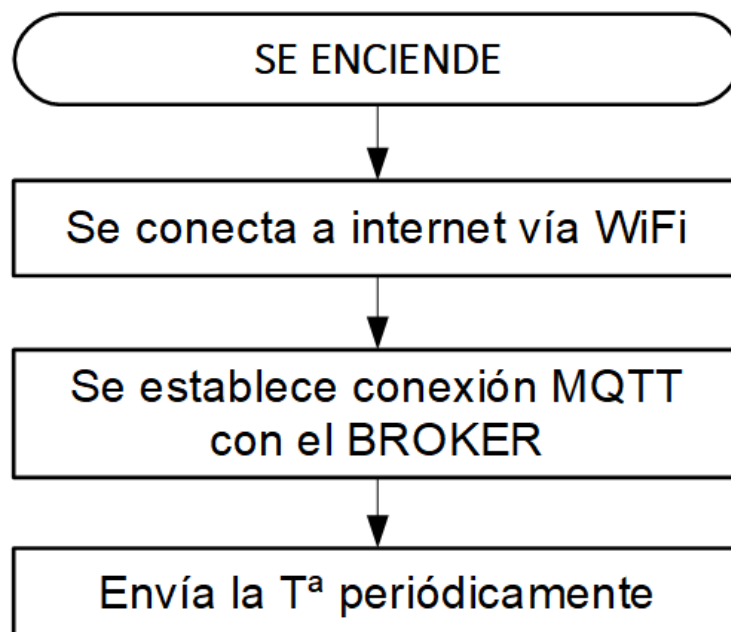 SE ENCIENDE
Se conecta a internet vía WiFi
Se establece conexión MQTT
con el BROKER
Envía la Tª periódicamente